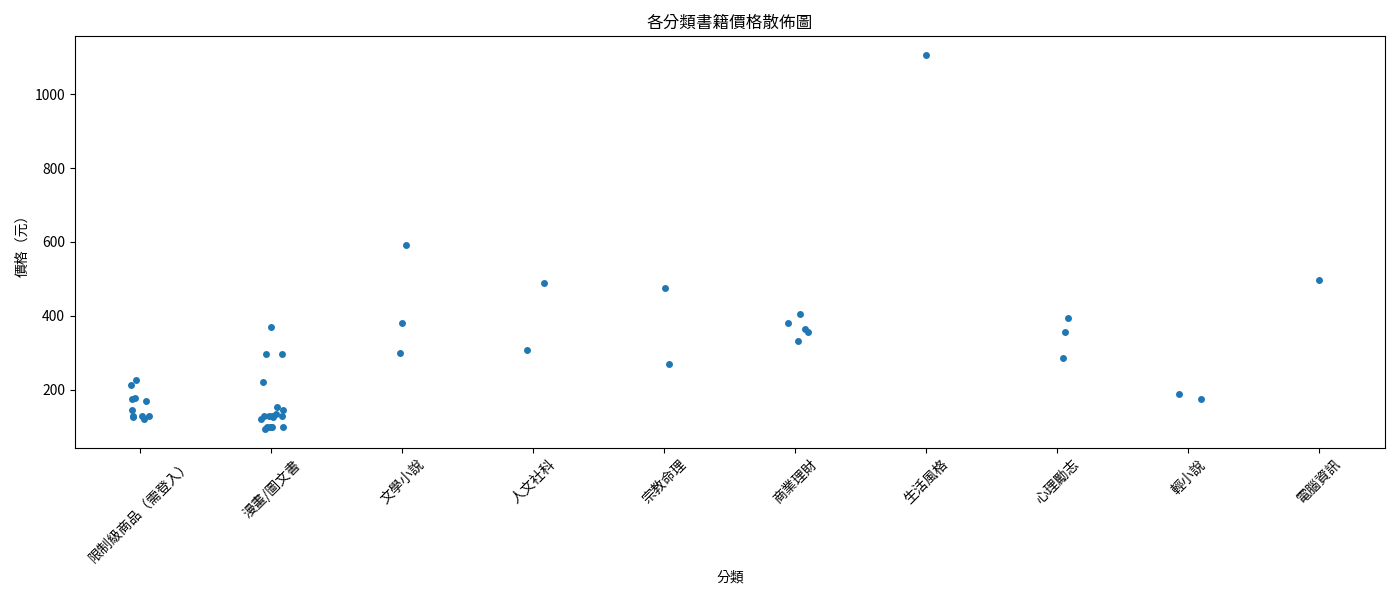 各分類書籍價格散佈圖
價格（元）
1000
800
600
400
200
限制級商品（需登入）
漫畫/圖文書
文學小說
人文社科
宗教命理
商業理財
生活風格
心理勵志
輕小說
電腦資訊
分類